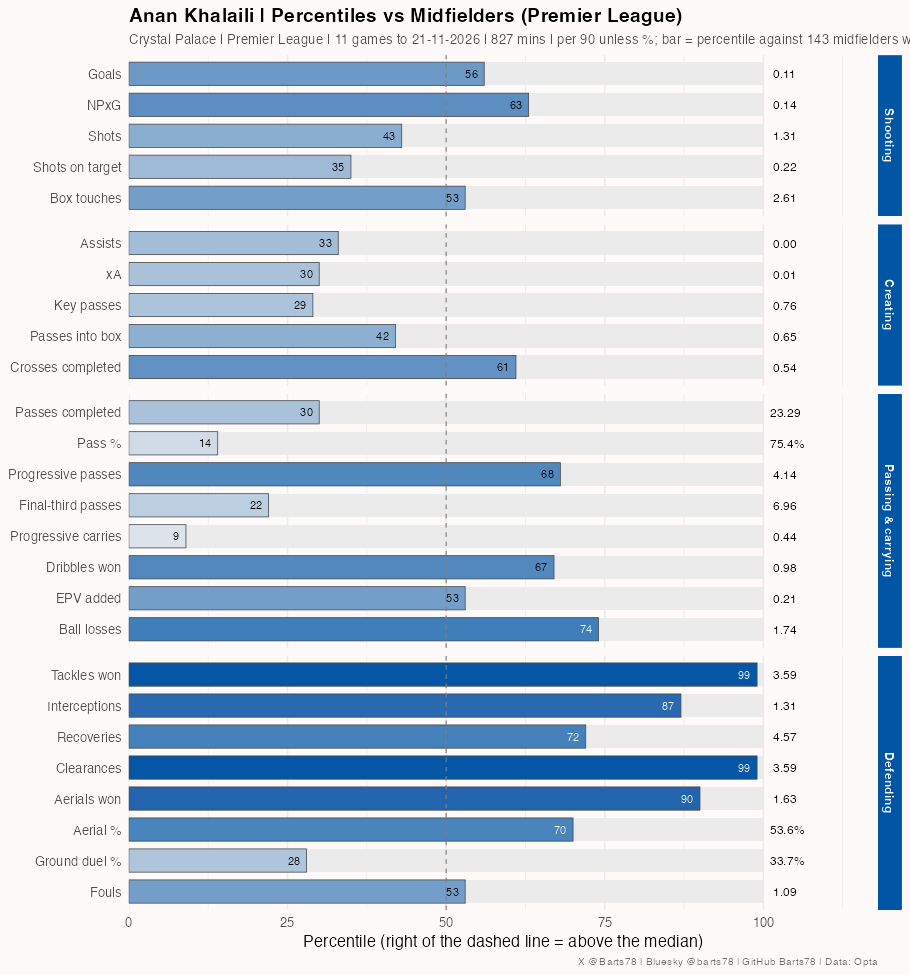 Anan Khalaili | Percentiles vs Midfielders (Premier League)
Crystal Palace | Premier League | 11 games to 21-11-2026 | 827 mins | per 90 unless %; bar = percentile against 143 midfielders w
Goals 56 0.11
NPxG 63 0.14
Shots 43 1.31
Shots on target 35 0.22
Box touches 53 2.61
Shooting
Assists 33 0.00
xA 30 0.01
Key passes 29 0.76
Passes into box 42 0.65
Crosses completed 61 0.54
Creating
Passes completed 30 23.29
Pass % 14 75.4%
Progressive passes 68 4.14
Final-third passes 22 6.96
Progressive carries 9 0.44
Dribbles won 67 0.98
EPV added 53 0.21
Ball losses 74 1.74
Passing & carrying
Tackles won 99 3.59
Interceptions 87 1.31
Recoveries 72 4.57
Clearances 99 3.59
Aerials won 90 1.63
Aerial % 70 53.6%
Ground duel % 28 33.7%
Fouls 53 1.09
Defending
0 25 50 75 100
Percentile (right of the dashed line = above the median)
X @Barts78 | Bluesky @barts78 | GitHub Barts78 | Data: Opta